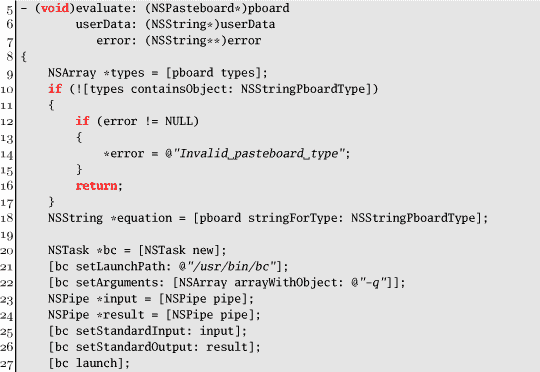 5 - (void)evaluate: (NSPasteboard*)pboard
6         userData: (NSString*)userData
7            error: (NSString**)error
8 {
9     NSArray *types = [pboard types];
10     if (![types containsObject: NSStringPboardType])
11     {
12         if (error != NULL)
13         {
14             *error = @"Invalid␣pasteboard␣type";
15         }
16         return;
17     }
18     NSString *equation = [pboard stringForType: NSStringPboardType];
19
20     NSTask *bc = [NSTask new];
21     [bc setLaunchPath: @"/usr/bin/bc"];
22     [bc setArguments: [NSArray arrayWithObject: @"-q"]];
23     NSPipe *input = [NSPipe pipe];
24     NSPipe *result = [NSPipe pipe];
25     [bc setStandardInput: input];
26     [bc setStandardOutput: result];
27     [bc launch];